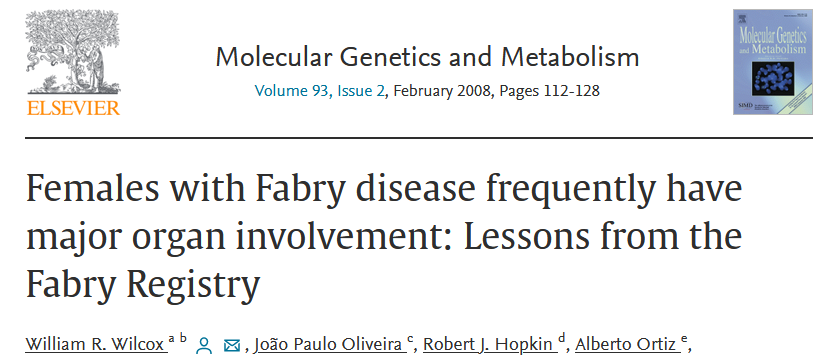 ELSEVIER
Molecular Genetics and Metabolism
Volume 93, Issue 2, February 2008, Pages 112-128
Molecular Genetics
and Metabolism
SIMD
Females with Fabry disease frequently have
major organ involvement: Lessons from the
Fabry Registry
William R. Wilcox a b , João Paulo Oliveira c, Robert J. Hopkin d, Alberto Ortiz e,